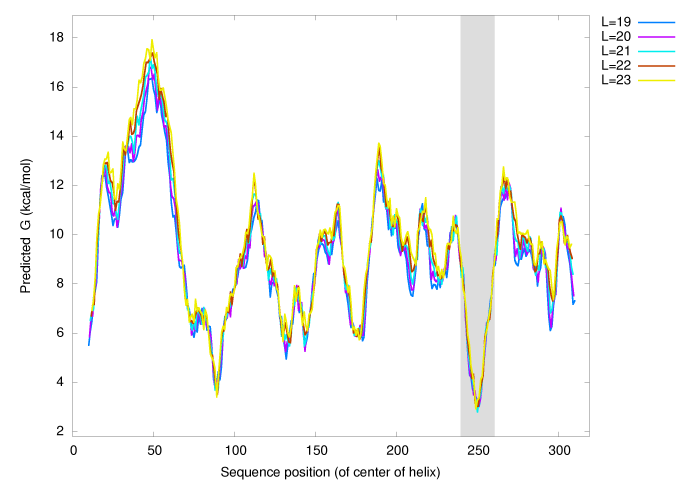 L=19
L=20
L=21
L=22
L=23
18
16
14
12
10
8
6
4
2
Predicted G (kcal/mol)
0 50 100 150 200 250 300
Sequence position (of center of helix)